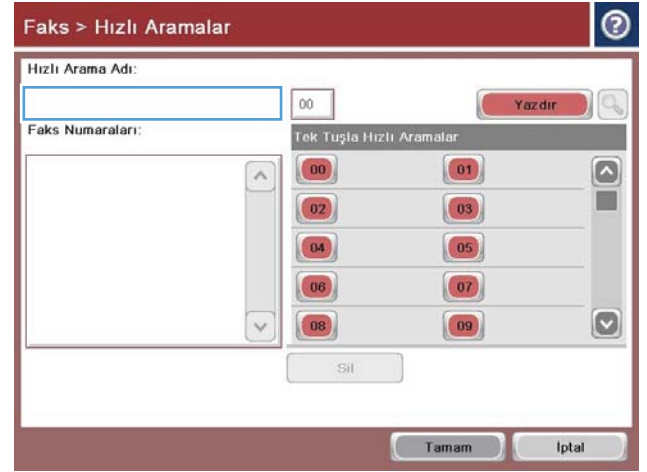 Faks > Hızlı Aramalar
?
Hızlı Arama Adı:
00
Yazdır
Faks Numaraları:
Tek Tuşla Hızlı Aramalar
00 01
02 03
04 05
06 07
08 09
Sil
Tamam İptal